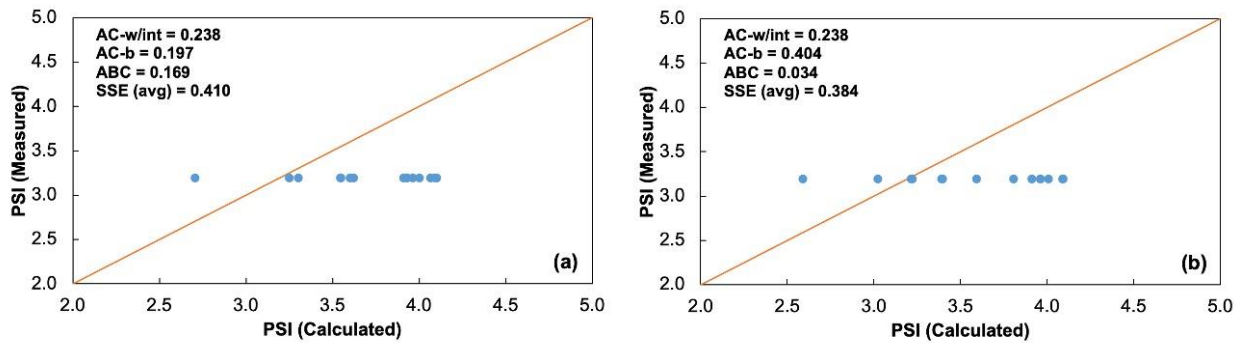 5.0
4.5
4.0
3.5
3.0
2.5
2.0
PSI (Measured)
AC-w/int = 0.238
AC-b = 0.197
ABC = 0.169
SSE (avg) = 0.410
(a)
2.0 2.5 3.0 3.5 4.0 4.5 5.0
PSI (Calculated)
5.0
4.5
4.0
3.5
3.0
2.5
2.0
PSI (Measured)
AC-w/int = 0.238
AC-b = 0.404
ABC = 0.034
SSE (avg) = 0.384
(b)
2.0 2.5 3.0 3.5 4.0 4.5 5.0
PSI (Calculated)